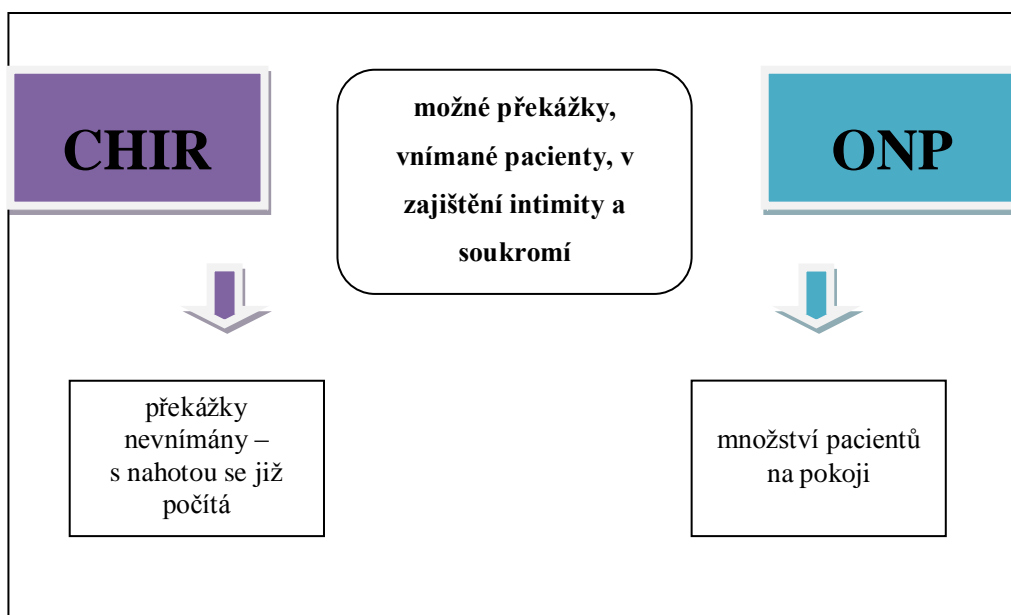 CHIR
možné překážky,
vnímané pacienty, v
zajištění intimity a
soukromí
ONP
překážky
nevnímány –
s nahotou se již
počítá
množství pacientů
na pokoji